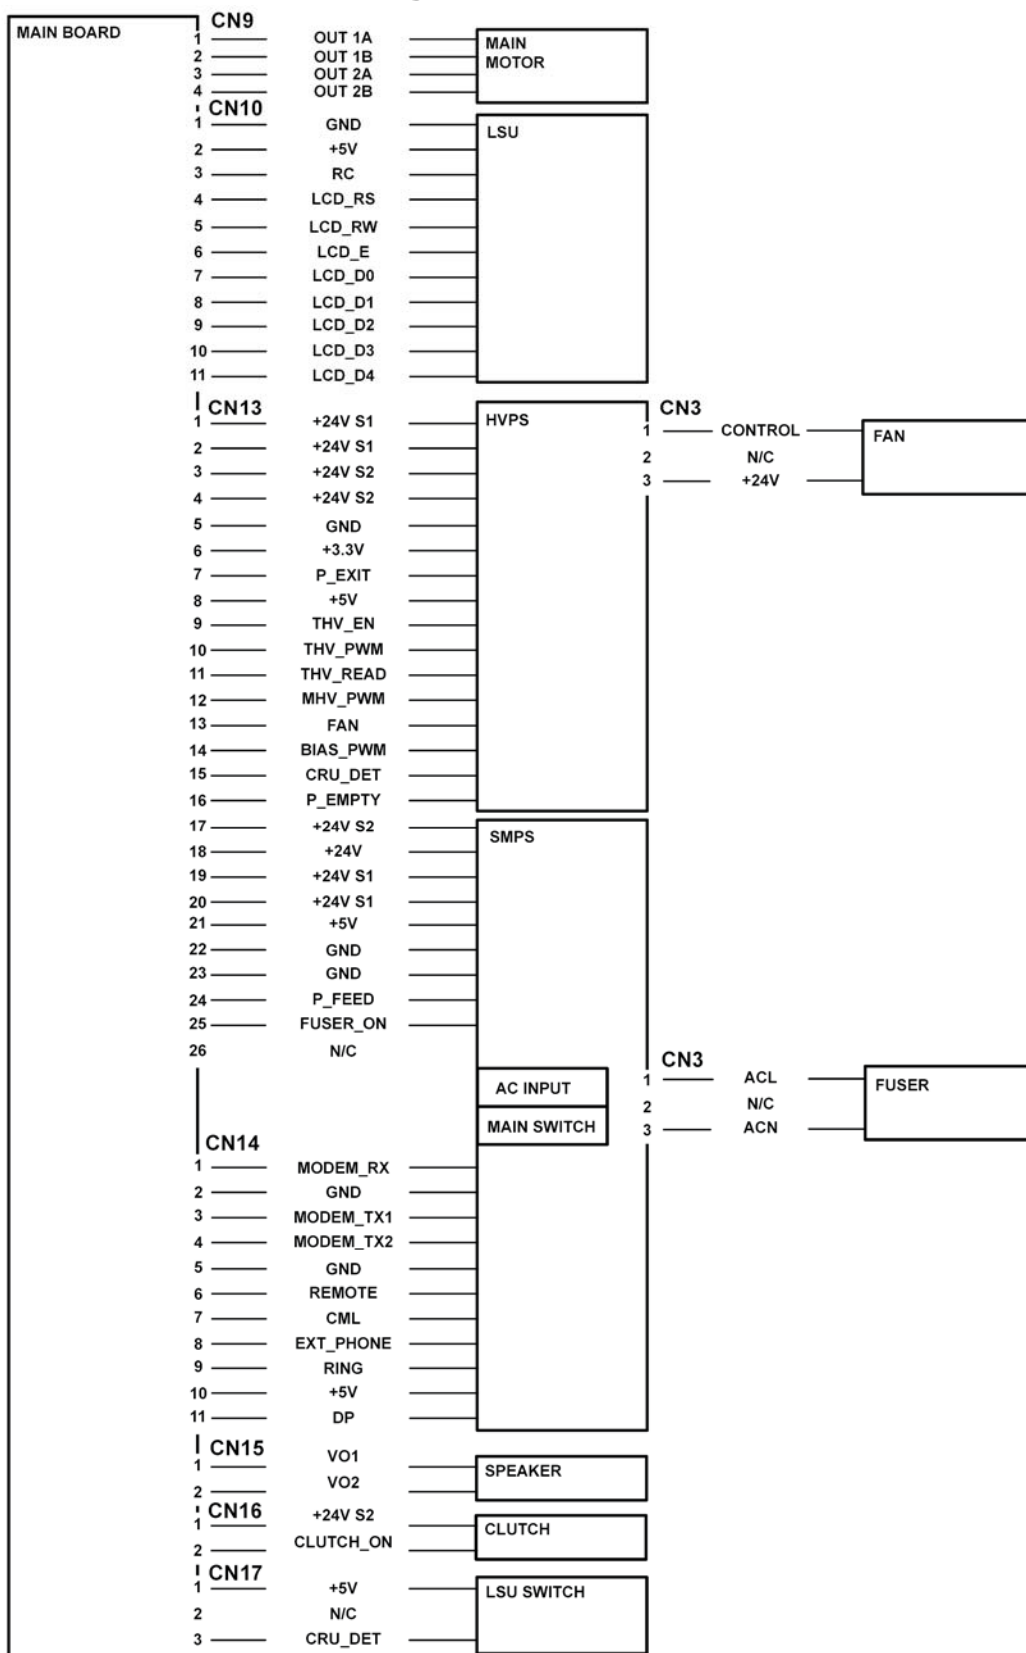 MAIN BOARD
CN9
1 OUT 1A
2 OUT 1B
3 OUT 2A
4 OUT 2B
MAIN
MOTOR
CN10
1 GND
2 +5V
3 RC
4 LCD_RS
5 LCD_RW
6 LCD_E
7 LCD_D0
8 LCD_D1
9 LCD_D2
10 LCD_D3
11 LCD_D4
LSU
CN13
1 +24V S1
2 +24V S1
3 +24V S2
4 +24V S2
5 GND
6 +3.3V
7 P_EXIT
8 +5V
9 THV_EN
10 THV_PWM
11 THV_READ
12 MHV_PWM
13 FAN
14 BIAS_PWM
15 CRU_DET
16 P_EMPTY
HVPS
CN3
1 CONTROL
2 N/C
3 +24V
FAN
17 +24V S2
18 +24V
19 +24V S1
20 +24V S1
21 +5V
22 GND
23 GND
24 P_FEED
25 FUSER_ON
26 N/C
SMPS
AC INPUT
MAIN SWITCH
CN3
1 ACL
2 N/C
3 ACN
FUSER
CN14
1 MODEM_RX
2 GND
3 MODEM_TX1
4 MODEM_TX2
5 GND
6 REMOTE
7 CML
8 EXT_PHONE
9 RING
10 +5V
11 DP
CN15
1 VO1
2 VO2
SPEAKER
CN16
1 +24V S2
2 CLUTCH_ON
CLUTCH
CN17
1 +5V
2 N/C
3 CRU_DET
LSU SWITCH